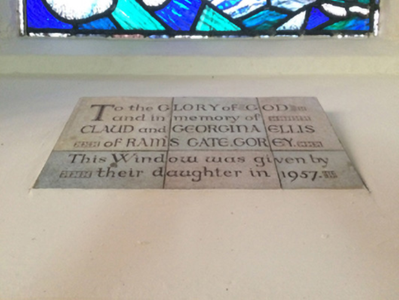 To the GLORY of GOD
and in memory of
CLAUD and GEORGINA ELLIS
of RAM'S GATE, GOREY.
This Window was given by
their daughter in 1957.